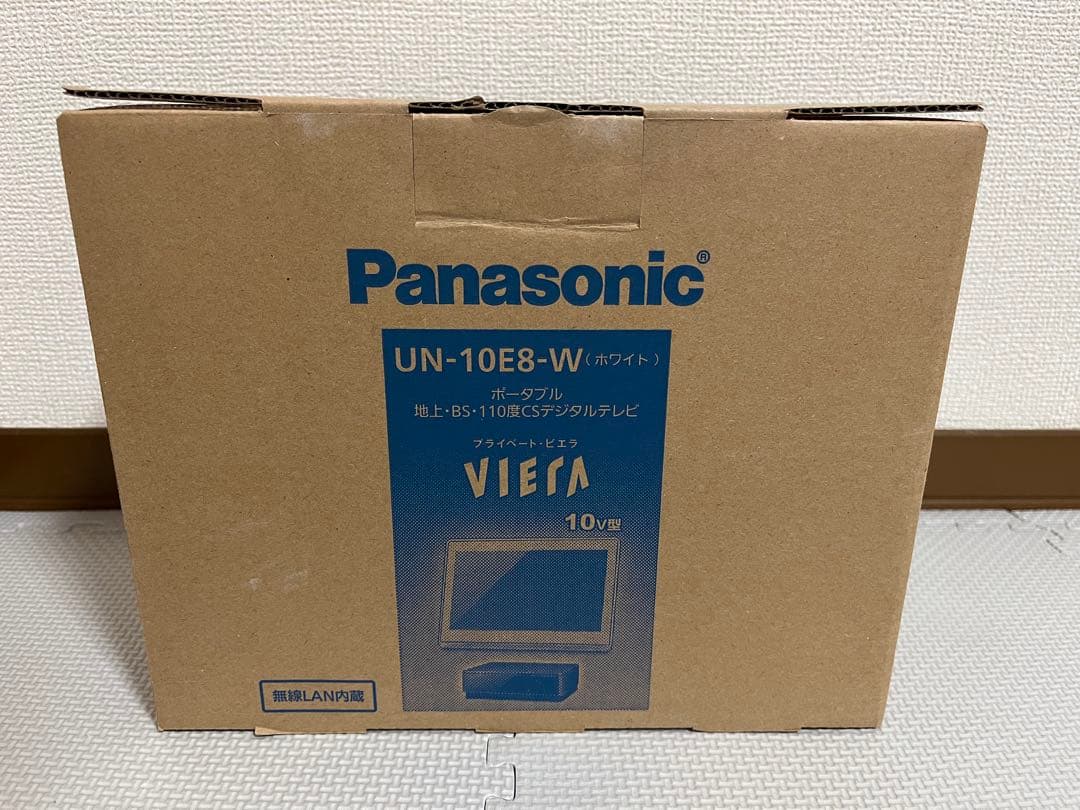 Panasonic®
UN-10E8-W（ホワイト）
ポータブル
地上・BS・110度CSデジタルテレビ
プライベート・ビエラ
VIErA
10V型
無線LAN内蔵